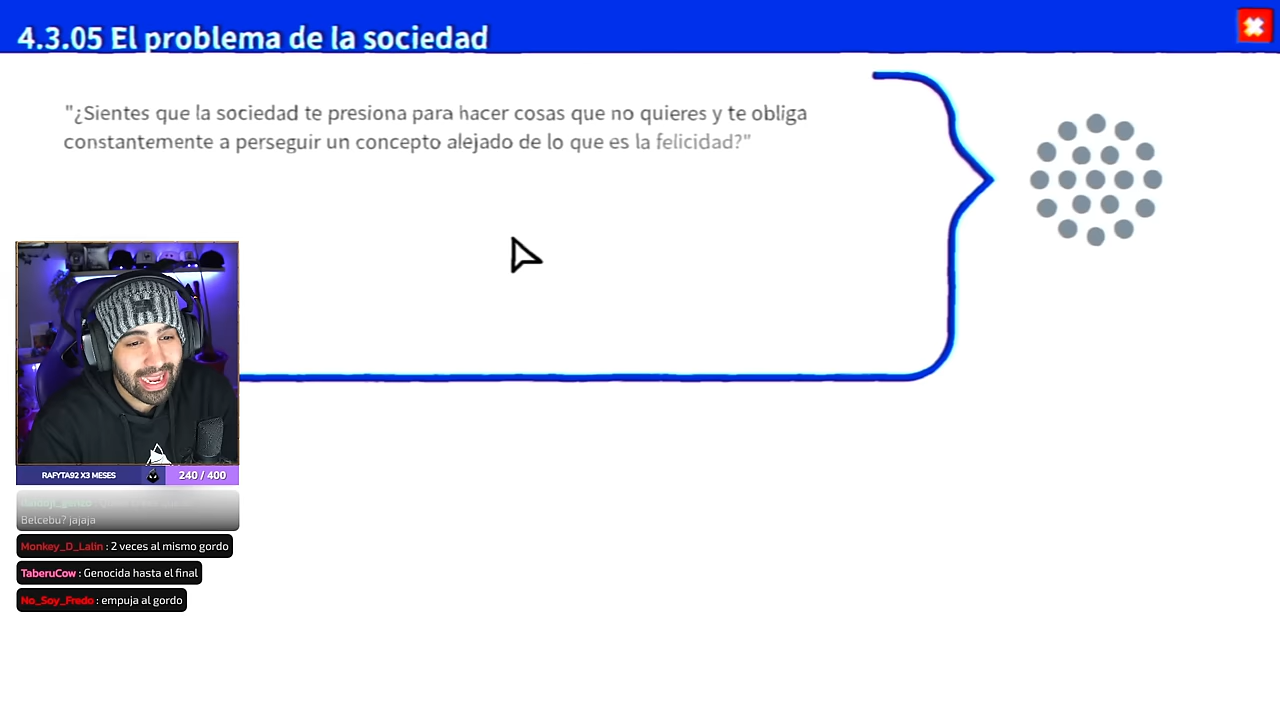 4.3.05 El problema de la sociedad
"¿Sientes que la sociedad te presiona para hacer cosas que no quieres y te obliga
constantemente a perseguir un concepto alejado de lo que es la felicidad?"
RAFYTA92 X3 MESES
240 / 400
Belcebu? jajaja
Monkey_D_Lalin : 2 veces al mismo gordo
TaberuCow : Genocida hasta el final
No_Soy_Fredo : empuja al gordo